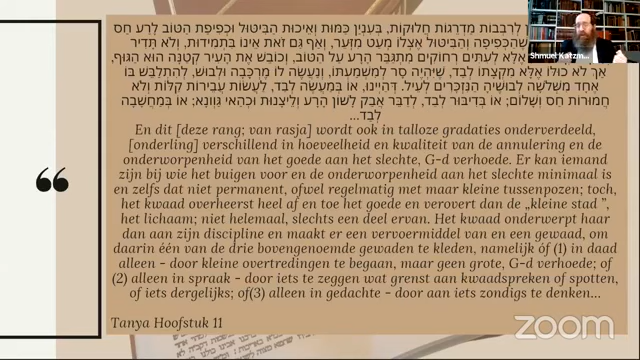 לרבבות מדרגות חלוקות, בענין כמות ואיכות הביטול וכפיפת הטוב לרע חס
שהכפיפה והביטול אצלו מעט מזער, ואף גם זאת אינו בתמידות, ולא תדיר
אלא לעתים רחוקים מתגבר הרע על הטוב, וכובש את העיר קטנה הוא הגוף,
אך לא כולו אלא מקצתו לבד, שיהיה סר למשמעתו, ונעשה לו מרכבה ולבוש, להתלבש בו
אחד משלשה לבושיה הנזכרים לעיל. דהיינו, או במעשה לבד, לעשות עבירות קלות ולא
חמורות חס ושלום; או בדיבור לבד, לדבר אבק לשון הרע וליצנות וכהאי גוונא; או במחשבה
לבד...
Shmuel Katzm...
En dit [deze rang; van rasja] wordt ook in talloze gradaties onderverdeeld,
[onderling] verschillend in hoeveelheid en kwaliteit van de annulering en de
onderworpenheid van het goede aan het slechte, G-d verhoede. Er kan iemand
zijn bij wie het buigen voor en de onderworpenheid aan het slechte minimaal is
en zelfs dat niet permanent, ofwel regelmatig met maar kleine tussenpozen; toch,
het kwaad overheerst heel af en toe het goede en verovert dan de „kleine stad ”,
het lichaam; niet helemaal, slechts een deel ervan. Het kwaad onderwerpt haar
dan aan zijn discipline en maakt er een vervoermiddel van en een gewaad, om
daarin één van de drie bovengenoemde gewaden te kleden, namelijk óf (1) in daad
alleen - door kleine overtredingen te begaan, maar geen grote, G-d verhoede; of
(2) alleen in spraak - door iets te zeggen wat grenst aan kwaadspreken of spotten,
of iets dergelijks; of(3) alleen in gedachte - door aan iets zondigs te denken...
Tanya Hoofstuk 11
zoom